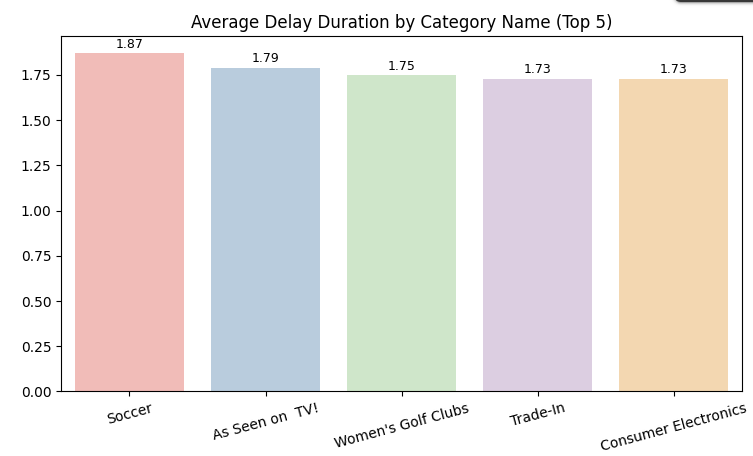 Average Delay Duration by Category Name (Top 5)
1.87
1.79
1.75
1.73
1.73
1.75
1.50
1.25
1.00
0.75
0.50
0.25
0.00
Soccer
As Seen on  TV!
Women's Golf Clubs
Trade-In
Consumer Electronics